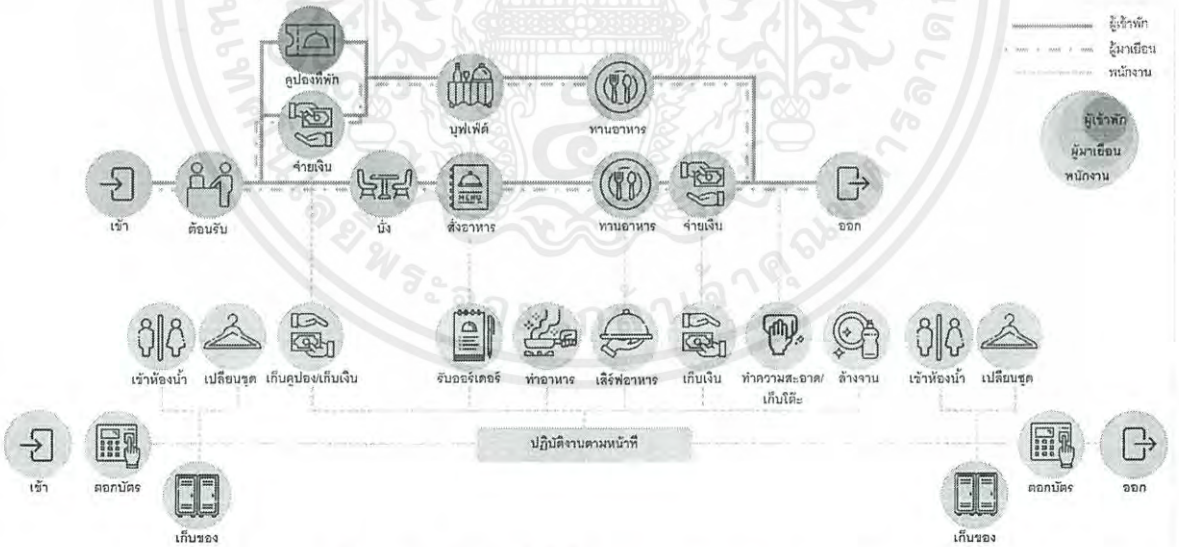 ผู้เข้าพัก
ผู้มาเยือน
พนักงาน
ผู้เข้าพัก
ผู้มาเยือน
พนักงาน
คูปองที่พัก
จ่ายเงิน
บุฟเฟ่ต์
ทานอาหาร
MENU
เข้า
ต้อนรับ
นั่ง
สั่งอาหาร
ทานอาหาร
จ่ายเงิน
ออก
เข้าห้องน้ำ
เปลี่ยนชุด
เก็บคูปอง/เก็บเงิน
รับออร์เดอร์
ทำอาหาร
เสิร์ฟอาหาร
เก็บเงิน
ทำความสะอาด/
เก็บโต๊ะ
ล้างจาน
เข้าห้องน้ำ
เปลี่ยนชุด
ปฏิบัติงานตามหน้าที่
เข้า
ตอกบัตร
เก็บของ
เก็บของ
ตอกบัตร
ออก